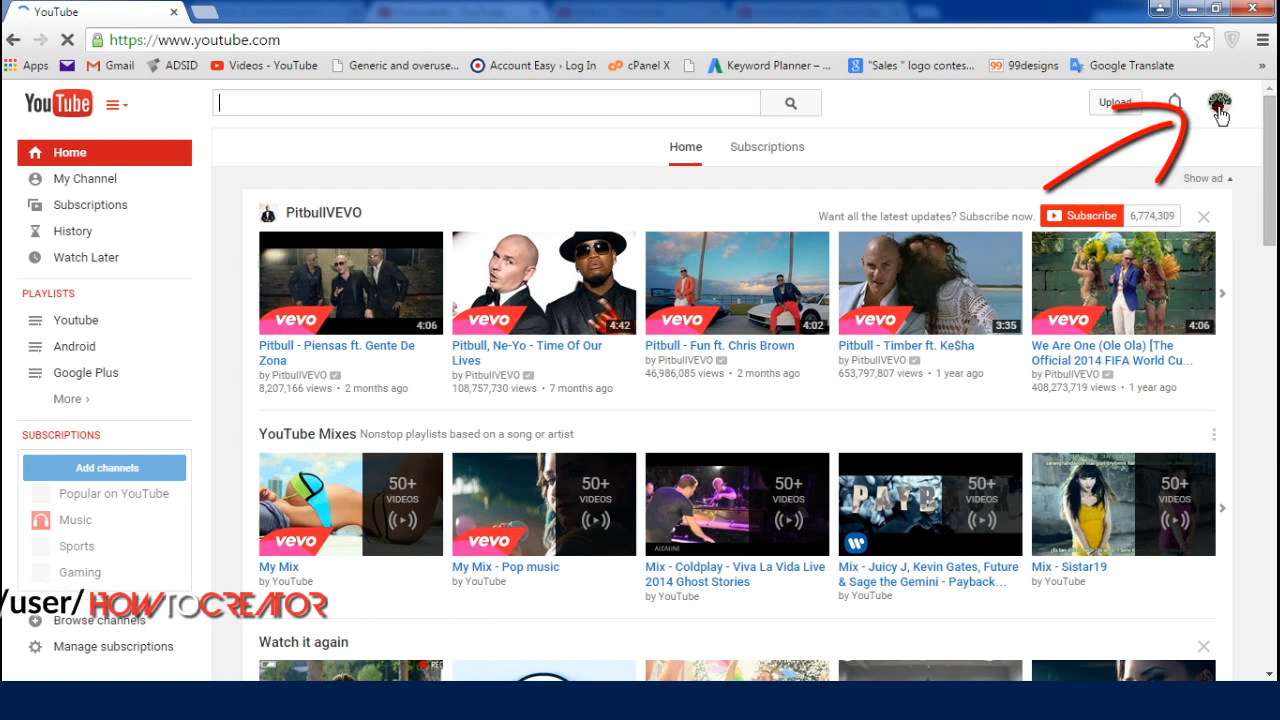 YouTube
https://www.youtube.com
Apps
Gmail
ADSID
Videos - YouTube
Generic and overuse...
Account Easy › Log In
cPanel X
Keyword Planner – ...
"Sales " logo contes...
99designs
Google Translate
»
YouTube
Upload
Home
My Channel
Subscriptions
History
Watch Later
PLAYLISTS
Youtube
Android
Google Plus
More ›
SUBSCRIPTIONS
Add channels
Popular on YouTube
Music
Sports
Gaming
Browse channels
Manage subscriptions
/user/HOWTOCREATOR
Home Subscriptions
Show ad
PitbullVEVO
Want all the latest updates? Subscribe now. Subscribe 6,774,309
vevo 4:06
vevo 4:42
vevo 4:02
vevo 3:35
vevo 4:06
Pitbull - Piensas ft. Gente De
Zona
by PitbullVEVO
8,207,166 views • 2 months ago
Pitbull, Ne-Yo - Time Of Our
Lives
by PitbullVEVO
108,757,730 views • 7 months ago
Pitbull - Fun ft. Chris Brown
by PitbullVEVO
46,986,085 views • 2 months ago
Pitbull - Timber ft. Ke$ha
by PitbullVEVO
653,797,807 views • 1 year ago
We Are One (Ole Ola) [The
Official 2014 FIFA World Cu...
by PitbullVEVO
408,273,719 views • 1 year ago
YouTube Mixes Nonstop playlists based on a song or artist
50+
VIDEOS
vevo
50+
VIDEOS
vevo
50+
VIDEOS
ALCALINE
PAYB
50+
VIDEOS
50+
VIDEOS
My Mix
by YouTube
My Mix - Pop music
by YouTube
Mix - Coldplay - Viva La Vida Live
2014 Ghost Stories
by YouTube
Mix - Juicy J, Kevin Gates, Future
& Sage the Gemini - Payback...
by YouTube
Mix - Sistar19
by YouTube
Watch it again
REC